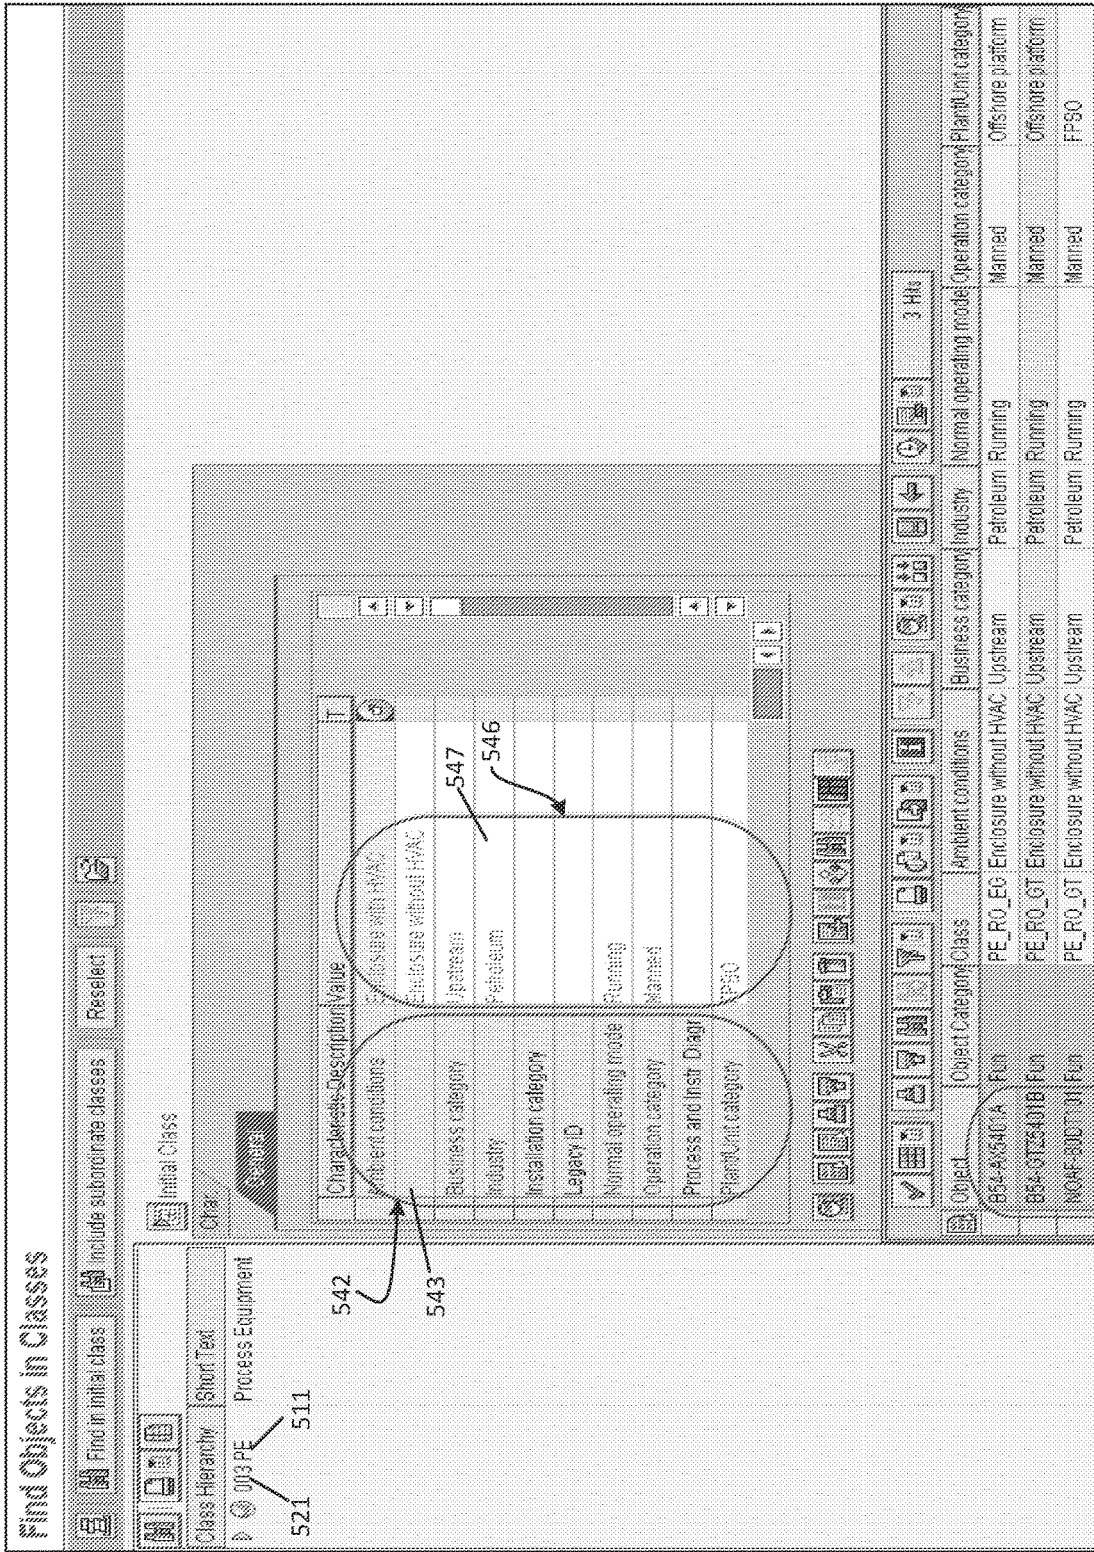 Find Objects in Classes
Find in initial class Include subordinate classes Reselect
Initial Class
Class Hierarchy Short Text
003 PE Process Equipment
521
511
Char
General
Characteristic Description Value T
Ambient conditions Enclosure with HVAC
Enclosure without HVAC
Business category Upstream
Industry Petroleum
Installation category
Legacy ID
Normal operating mode Running
Operation category Manned
Process and Instr Diagr
Plant/Unit category FPSO
542
543
547
546
3 Hits
Object Object Category Class Ambient conditions Business category Industry Normal operating mode Operation category Plant/Unit category
Fun PE_RO_EG Enclosure without HVAC Upstream Petroleum Running Manned Offshore platform
Fun PE_RO_GT Enclosure without HVAC Upstream Petroleum Running Manned Offshore platform
Fun PE_RO_GT Enclosure without HVAC Upstream Petroleum Running Manned FPSO